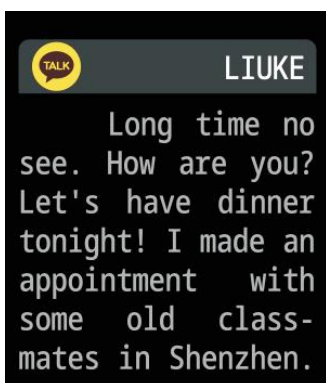 TALK
LIUKE
Long time no
see. How are you?
Let's have dinner
tonight! I made an
appointment with
some old class-
mates in Shenzhen.